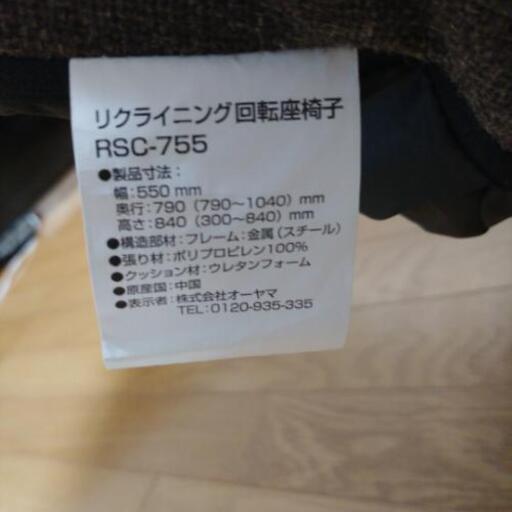 リクライニング回転座椅子
RSC-755
●製品寸法：
幅：550 mm
奥行：790（790～1040）mm
高さ：840（300～840）mm
●構造部材：フレーム：金属（スチール）
●張り材：ポリプロピレン100%
●クッション材：ウレタンフォーム
●原産国：中国
●表示者：株式会社オーヤマ
TEL：0120-935-335